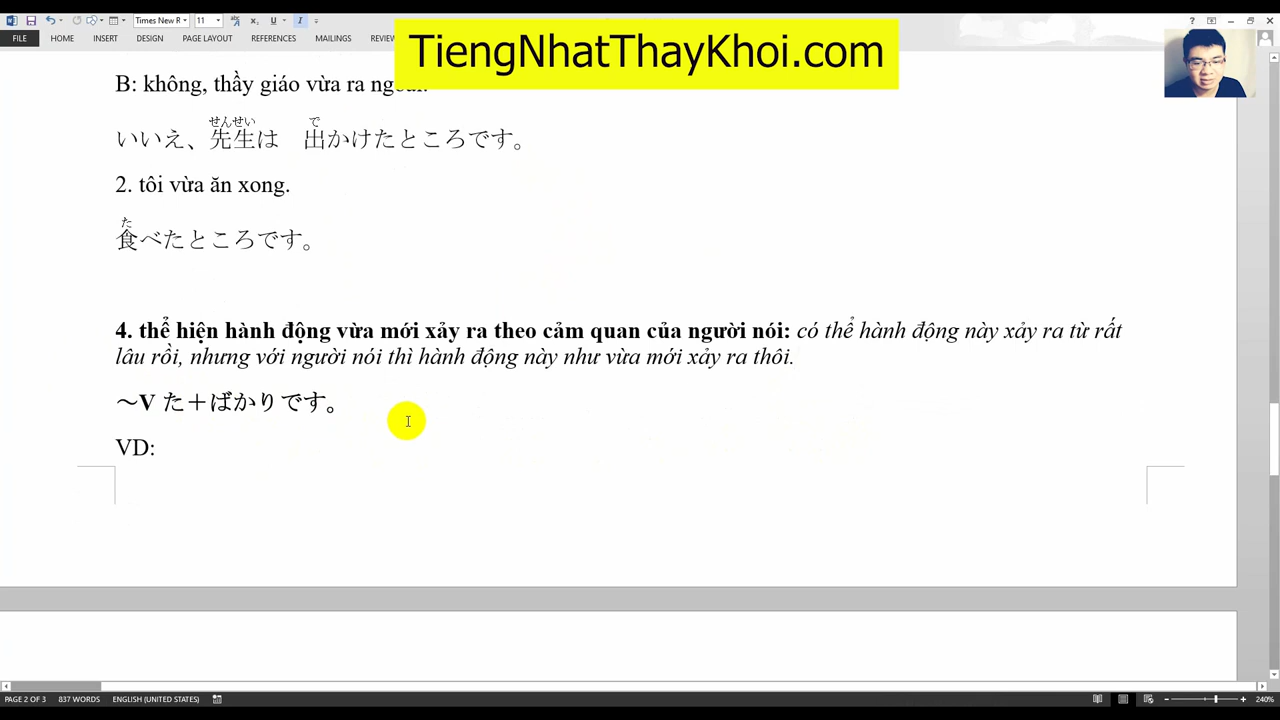 Times New R
11
FILE
HOME
INSERT
DESIGN
PAGE LAYOUT
REFERENCES
MAILINGS
TiengNhatThayKhoi.com
B: không, thầy giáo vừa ra ngoài.
せんせい で
いいえ、先生は 出かけたところです。
2. tôi vừa ăn xong.
た
食べたところです。
4. thể hiện hành động vừa mới xảy ra theo cảm quan của người nói: có thể hành động này xảy ra từ rất
lâu rồi, nhưng với người nói thì hành động này như vừa mới xảy ra thôi.
～V た＋ばかりです。
VD:
PAGE 2 OF 3
837 WORDS
ENGLISH (UNITED STATES)
240%